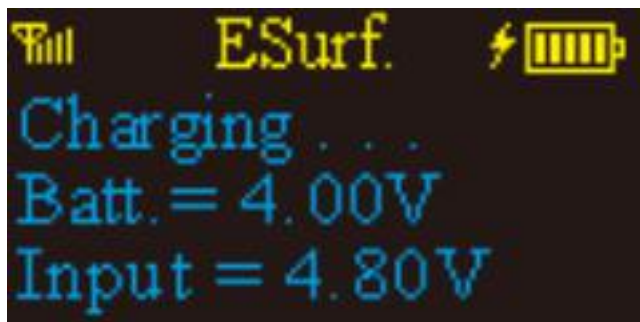 ESurf.
Charging . . .
Batt. = 4.00V
Input = 4.80V